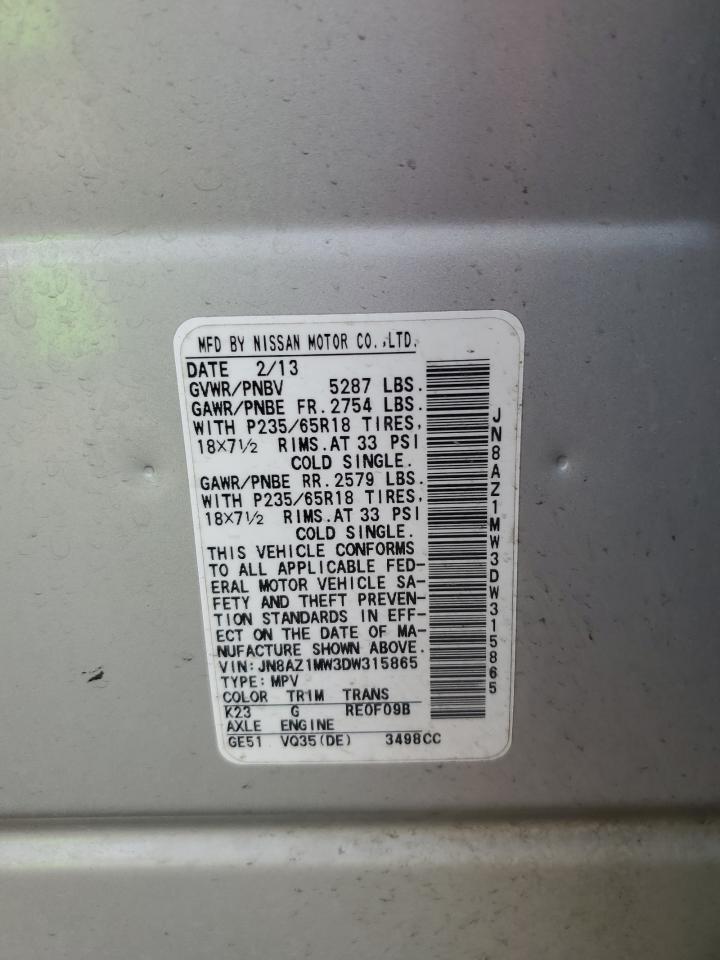 MFD BY NISSAN MOTOR CO.,LTD.
DATE 2/13
GVWR/PNBV 5287 LBS.
GAWR/PNBE FR. 2754 LBS.
WITH P235/65R18 TIRES,
18×7½ RIMS.AT 33 PSI
COLD SINGLE.
GAWR/PNBE RR. 2579 LBS.
WITH P235/65R18 TIRES,
18×7½ RIMS.AT 33 PSI
COLD SINGLE.
THIS VEHICLE CONFORMS
TO ALL APPLICABLE FED-
ERAL MOTOR VEHICLE SA-
FETY AND THEFT PREVEN-
TION STANDARDS IN EFF-
ECT ON THE DATE OF MA-
NUFACTURE SHOWN ABOVE.
VIN:JN8AZ1MW3DW315865
TYPE:MPV
COLOR TRIM TRANS
K23 G RE0F09B
AXLE ENGINE
GE51 VQ35(DE) 3498CC
JN8AZ1MW3DW315865